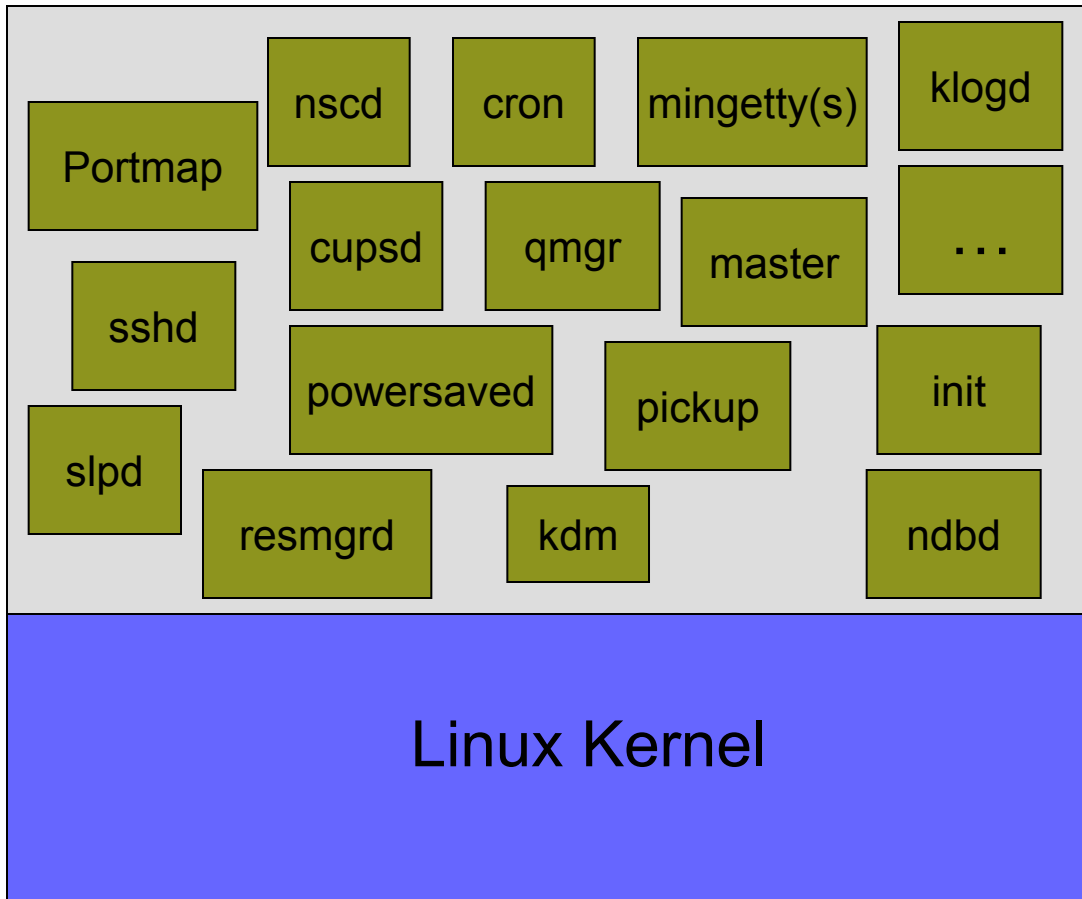 nscd
cron
mingetty(s)
klogd
Portmap
cupsd
qmgr
master
...
sshd
powersaved
pickup
init
slpd
resmgrd
kdm
ndbd
Linux Kernel